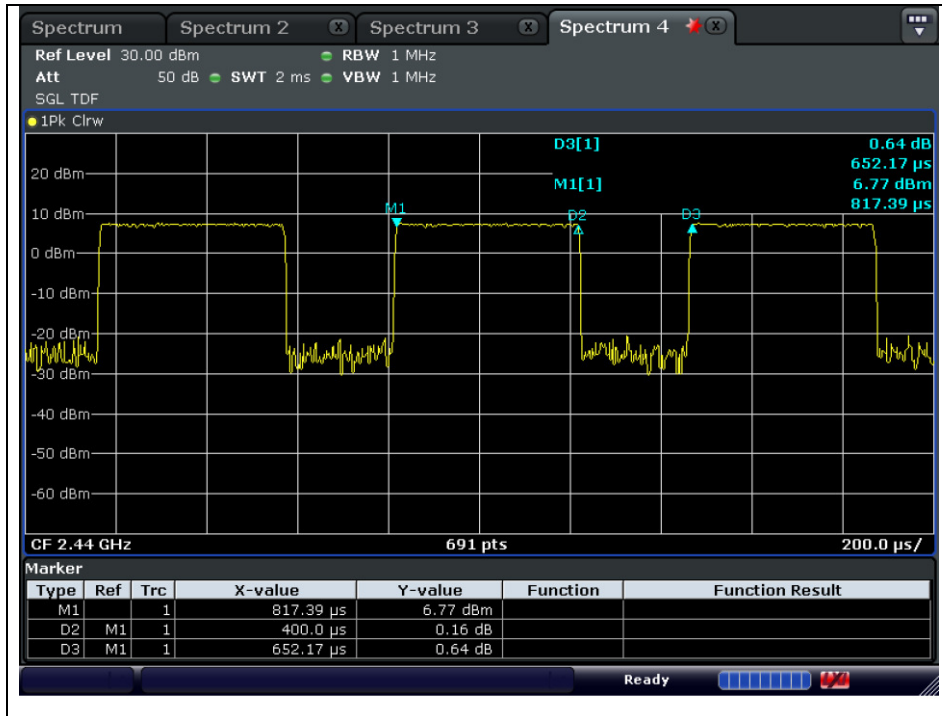 Spectrum Spectrum 2 Spectrum 3 Spectrum 4
Ref Level 30.00 dBm RBW 1 MHz
Att 50 dB SWT 2 ms VBW 1 MHz
SGL TDF
1Pk Clrw
D3[1] 0.64 dB
652.17 µs
M1[1] 6.77 dBm
817.39 µs
20 dBm
10 dBm
M1
D2
D3
0 dBm
-10 dBm
-20 dBm
-30 dBm
-40 dBm
-50 dBm
-60 dBm
CF 2.44 GHz 691 pts 200.0 µs/
Marker
Type Ref Trc X-value Y-value Function Function Result
M1 1 817.39 µs 6.77 dBm
D2 M1 1 400.0 µs 0.16 dB
D3 M1 1 652.17 µs 0.64 dB
Ready